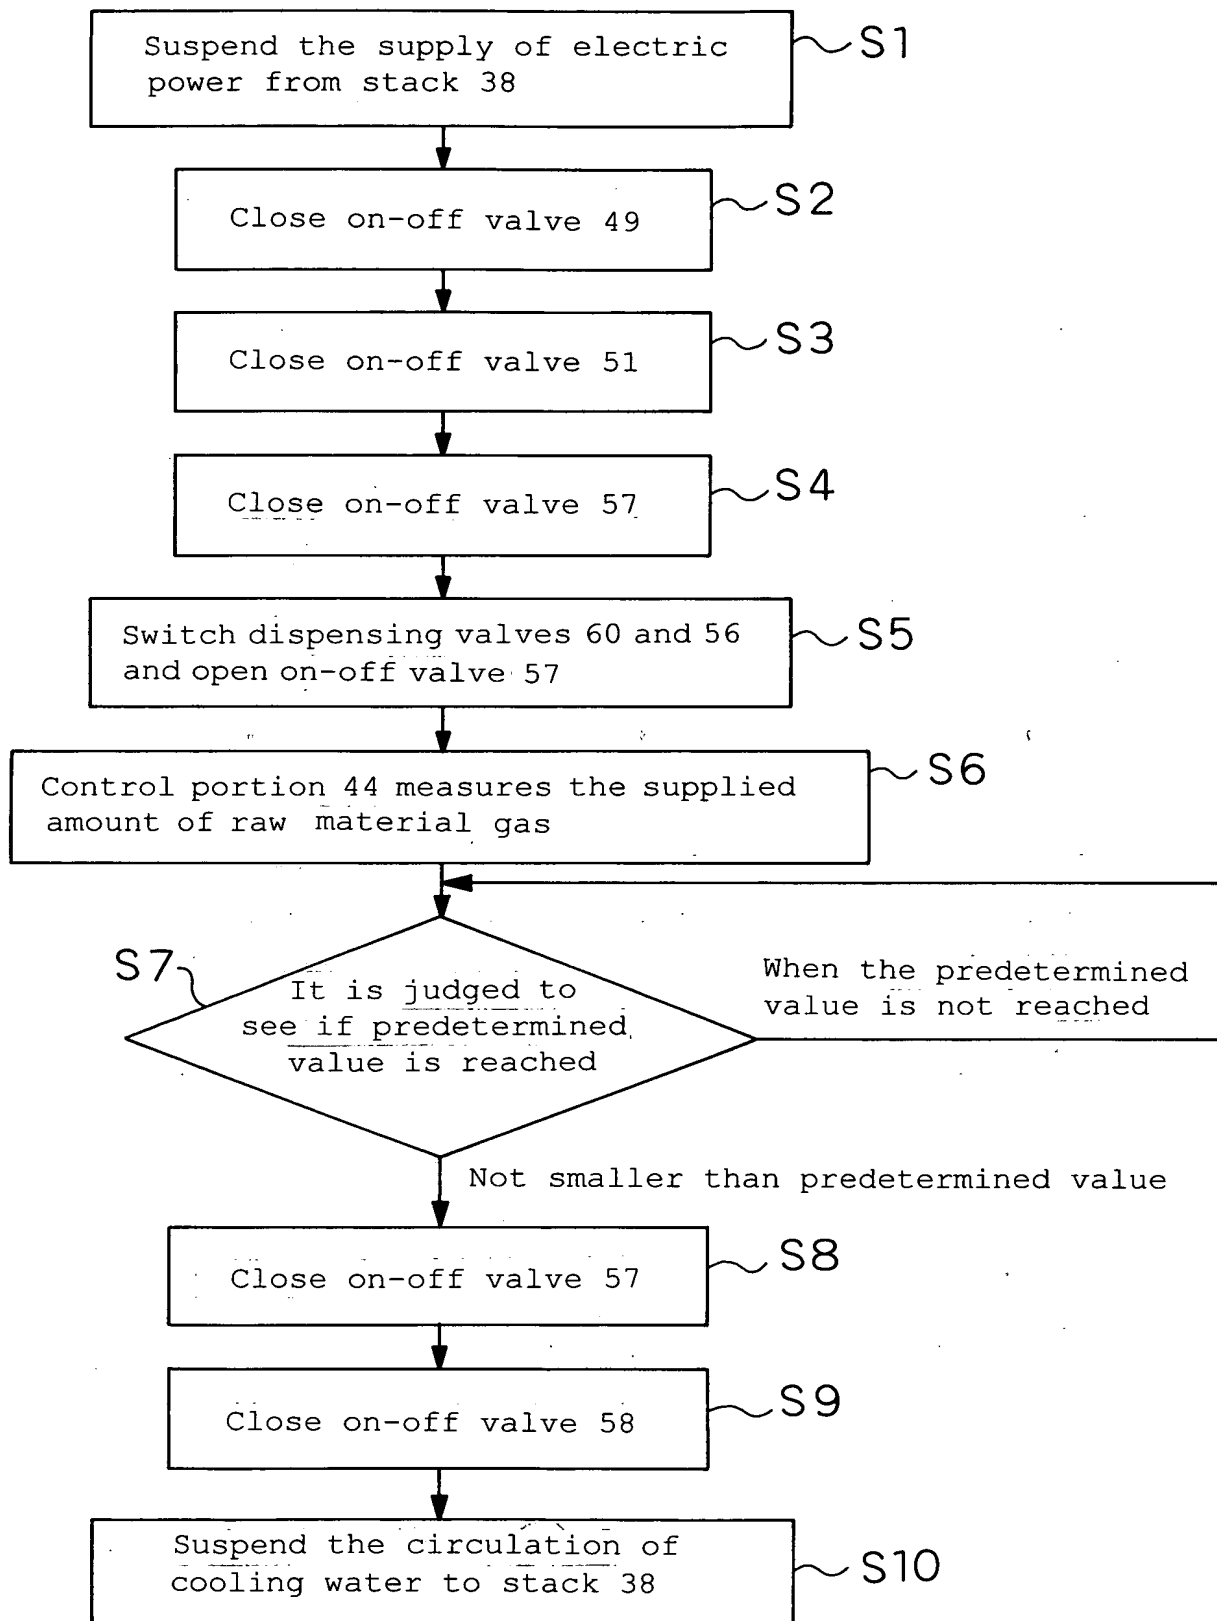 Suspend the supply of electric
power from stack 38
S1
Close on-off valve 49
S2
Close on-off valve 51
S3
Close on-off valve 57
S4
Switch dispensing valves 60 and 56
and open on-off valve 57
S5
Control portion 44 measures the supplied
amount of raw material gas
S6
S7
It is judged to
see if predetermined
value is reached
When the predetermined
value is not reached
Not smaller than predetermined value
Close on-off valve 57
S8
Close on-off valve 58
S9
Suspend the circulation of
cooling water to stack 38
S10